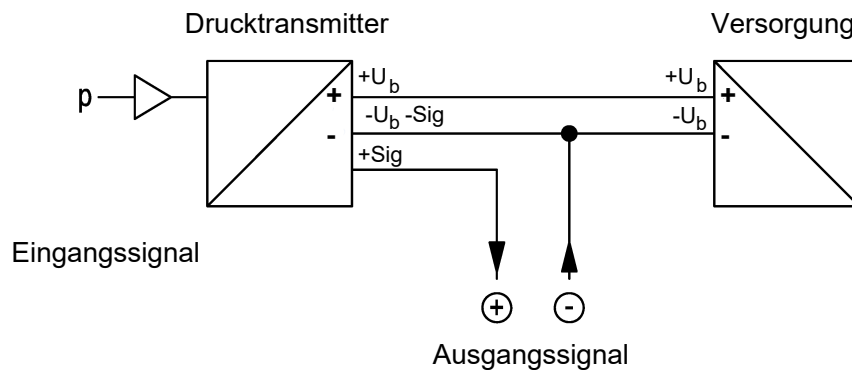 Drucktransmitter Versorgung
+U_b +U_b
p + +
-U_b -Sig -U_b
- -
+Sig
Eingangssignal
+ -
Ausgangssignal